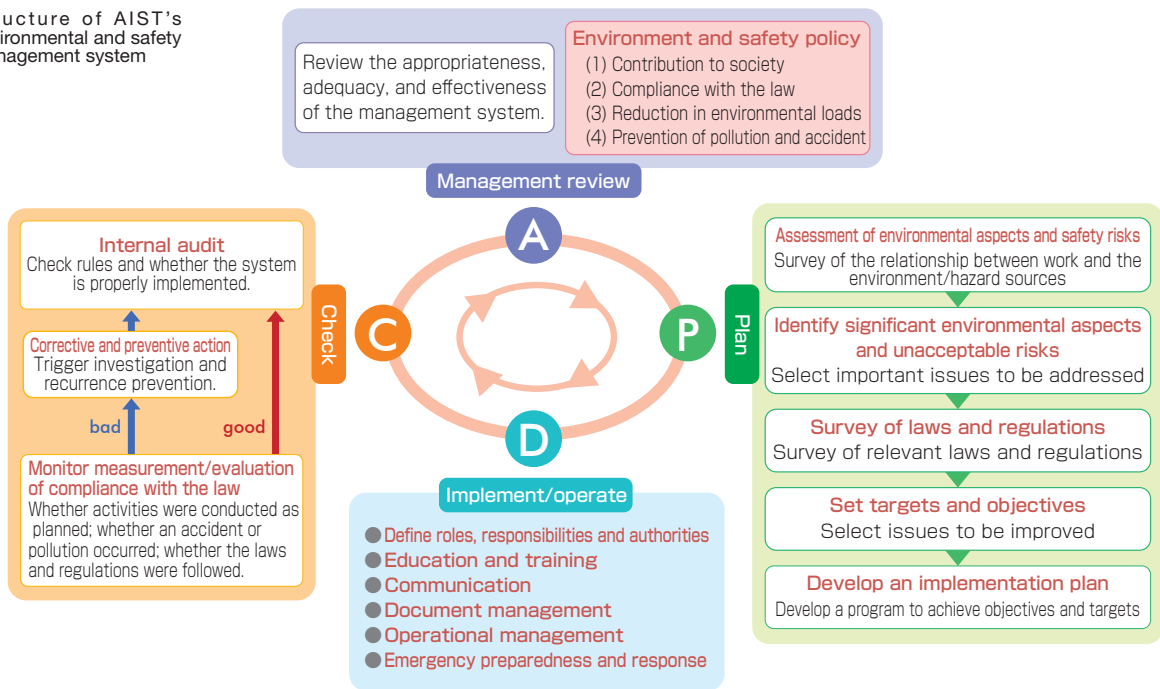 ucture of AIST's
ironmental and safety
nagement system
Review the appropriateness,
adequacy, and effectiveness
of the management system.
Environment and safety policy
(1) Contribution to society
(2) Compliance with the law
(3) Reduction in environmental loads
(4) Prevention of pollution and accident
Management review
A
Internal audit
Check rules and whether the system
is properly implemented.
Corrective and preventive action
Trigger investigation and
recurrence prevention.
bad
good
Monitor measurement/evaluation
of compliance with the law
Whether activities were conducted as
planned; whether an accident or
pollution occurred; whether the laws
and regulations were followed.
Check
C
P
Plan
Assessment of environmental aspects and safety risks
Survey of the relationship between work and the
environment/hazard sources
Identify significant environmental aspects
and unacceptable risks
Select important issues to be addressed
Survey of laws and regulations
Survey of relevant laws and regulations
Set targets and objectives
Select issues to be improved
Develop an implementation plan
Develop a program to achieve objectives and targets
D
Implement/operate
● Define roles, responsibilities and authorities
● Education and training
● Communication
● Document management
● Operational management
● Emergency preparedness and response